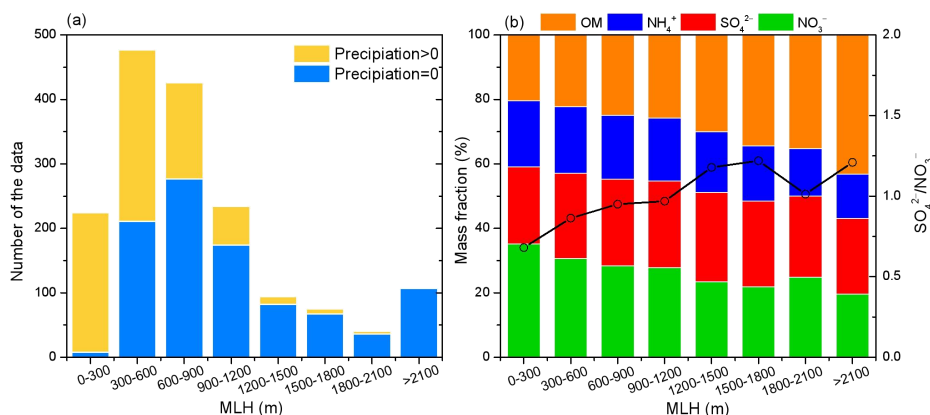 (a)
Precipiation>0
Precipiation=0
Number of the data
500
400
300
200
100
0
0-300
300-600
600-900
900-1200
1200-1500
1500-1800
1800-2100
>2100
MLH (m)
(b)
OM
NH₄⁺
SO₄²⁻
NO₃⁻
Mass fraction (%)
100
80
60
40
20
0
2.0
1.5
1.0
0.5
0.0
SO₄²⁻/NO₃⁻
0-300
300-600
600-900
900-1200
1200-1500
1500-1800
1800-2100
>2100
MLH (m)